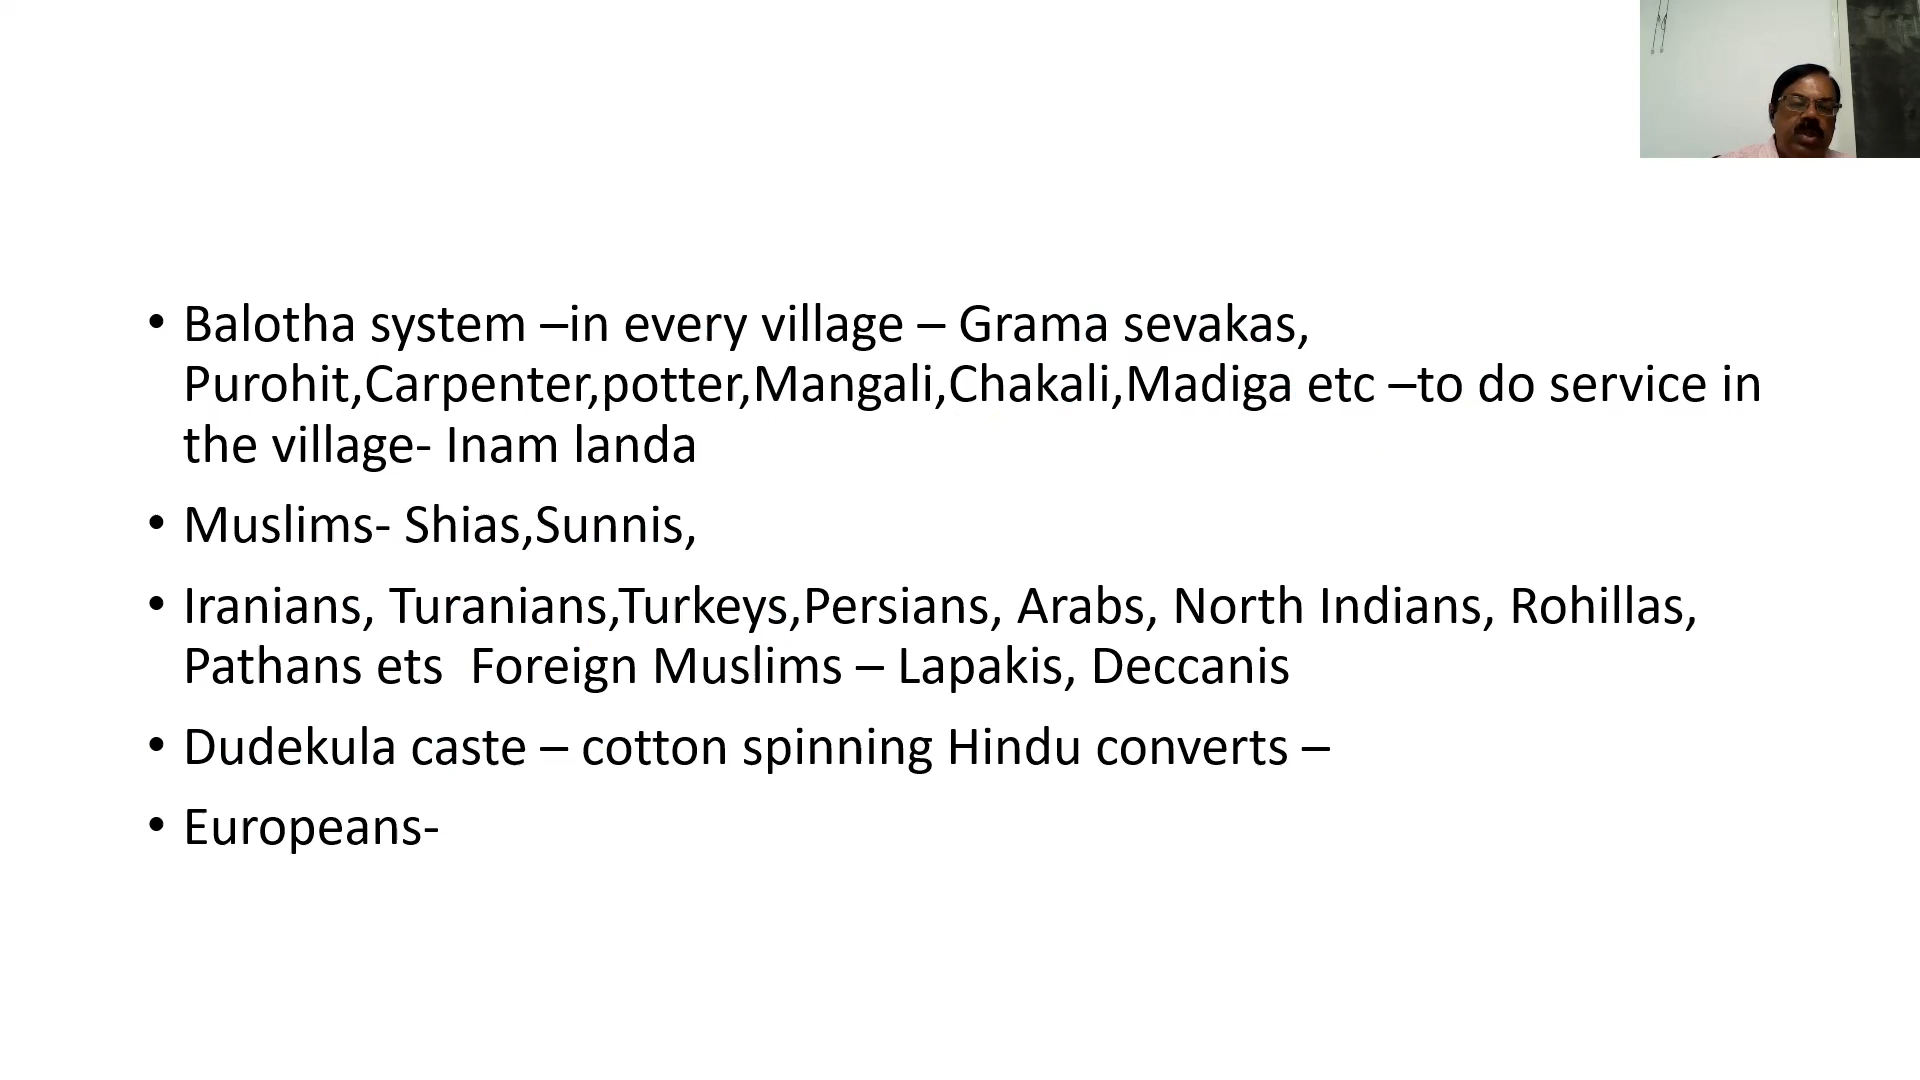 • Balotha system –in every village – Grama sevakas,
Purohit,Carpenter,potter,Mangali,Chakali,Madiga etc –to do service in
the village- Inam landa
• Muslims- Shias,Sunnis,
• Iranians, Turanians,Turkeys,Persians, Arabs, North Indians, Rohillas,
Pathans ets  Foreign Muslims – Lapakis, Deccanis
• Dudekula caste – cotton spinning Hindu converts –
• Europeans-